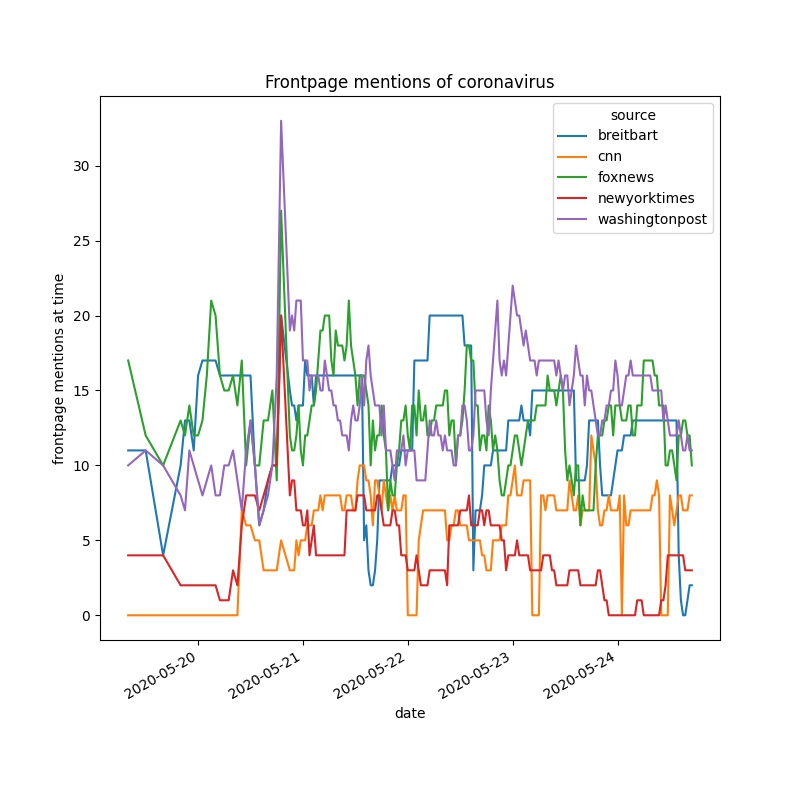 Frontpage mentions of coronavirus
source
breitbart
cnn
foxnews
newyorktimes
washingtonpost
frontpage mentions at time
30
25
20
15
10
5
0
2020-05-20
2020-05-21
2020-05-22
2020-05-23
2020-05-24
date